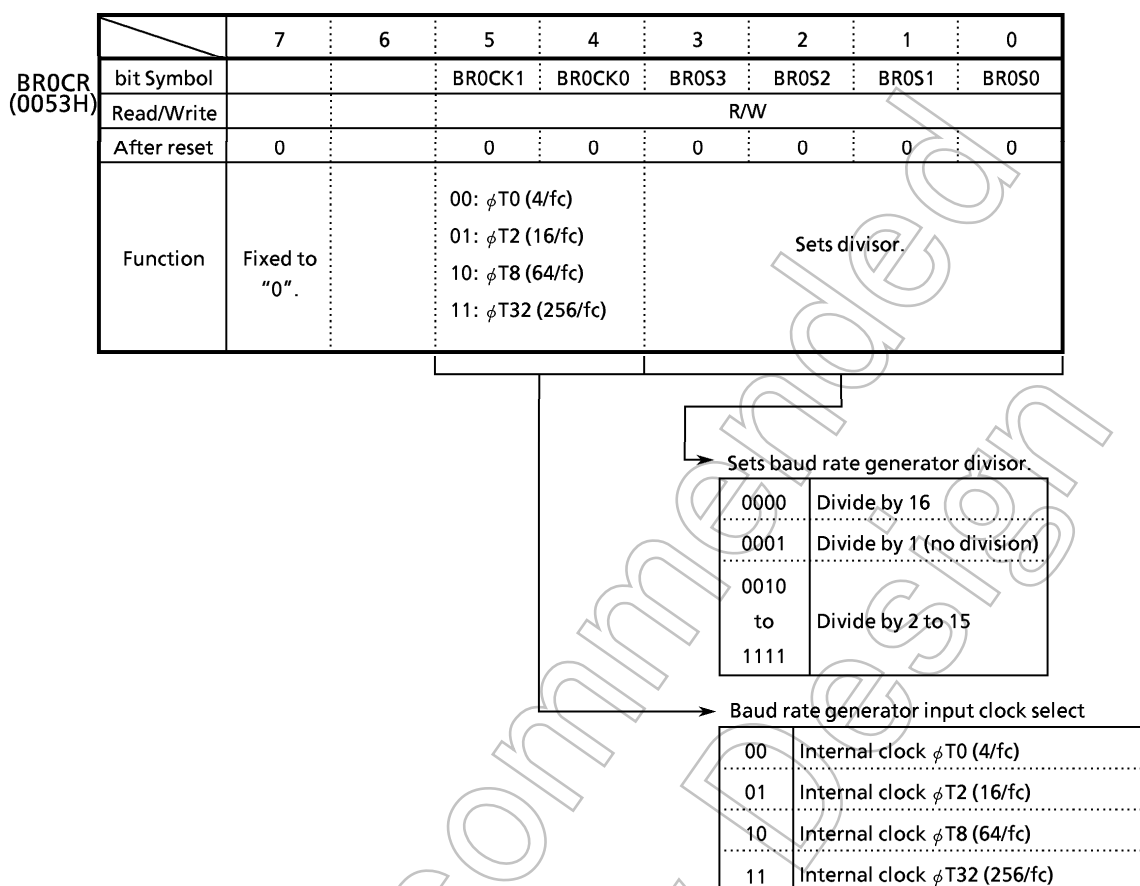 7 6 5 4 3 2 1 0
BR0CR
(0053H)
bit Symbol BR0CK1 BR0CK0 BR0S3 BR0S2 BR0S1 BR0S0
Read/Write R/W
After reset 0 0 0 0 0 0 0
Function
Fixed to
"0".
00: ϕT0 (4/fc)
01: ϕT2 (16/fc)
10: ϕT8 (64/fc)
11: ϕT32 (256/fc)
Sets divisor.
Sets baud rate generator divisor.
0000 Divide by 16
0001 Divide by 1 (no division)
0010
to
1111
Divide by 2 to 15
Baud rate generator input clock select
00 Internal clock ϕT0 (4/fc)
01 Internal clock ϕT2 (16/fc)
10 Internal clock ϕT8 (64/fc)
11 Internal clock ϕT32 (256/fc)
ommended
Design